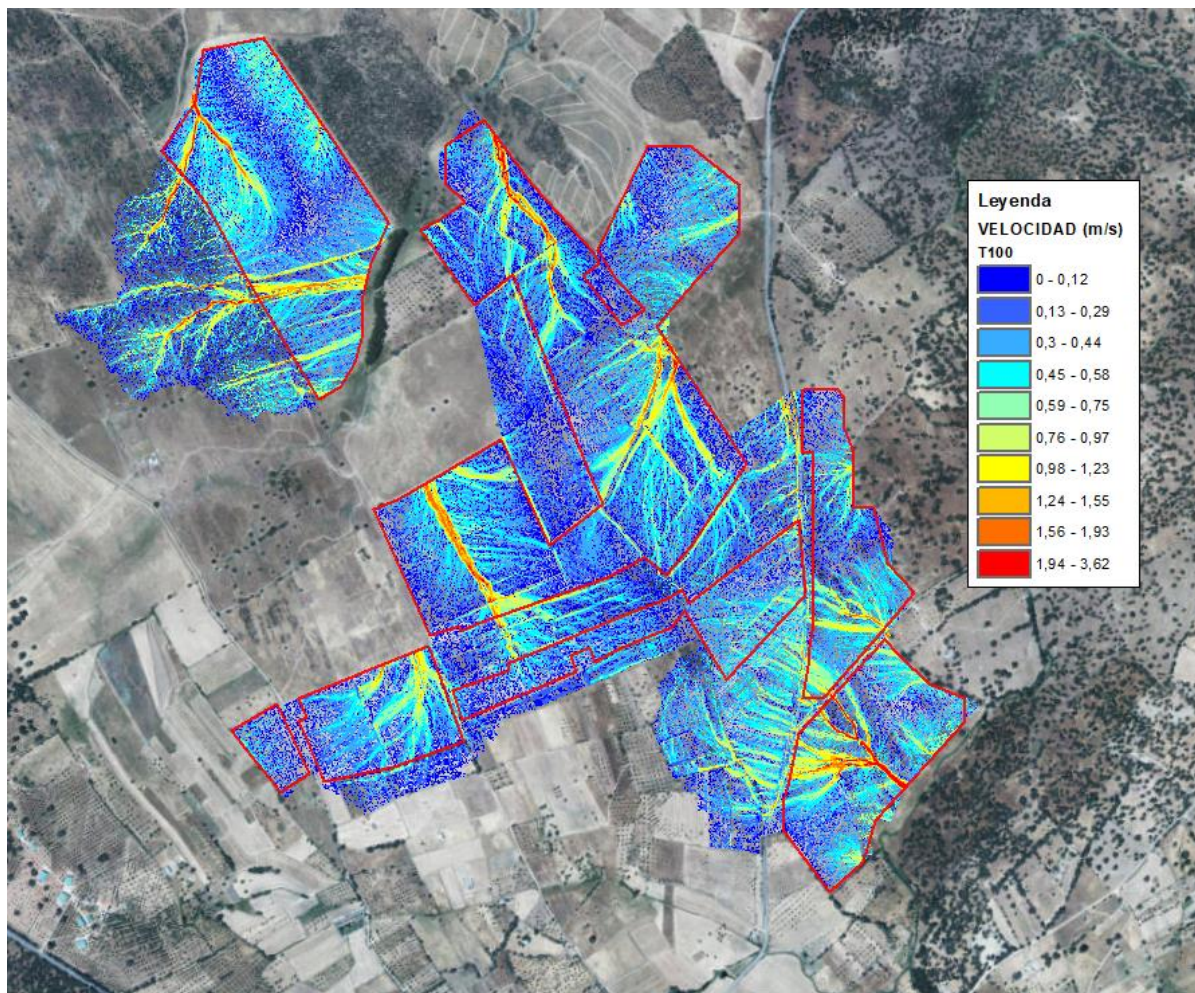 Leyenda
VELOCIDAD (m/s)
T100
0 - 0,12
0,13 - 0,29
0,3 - 0,44
0,45 - 0,58
0,59 - 0,75
0,76 - 0,97
0,98 - 1,23
1,24 - 1,55
1,56 - 1,93
1,94 - 3,62